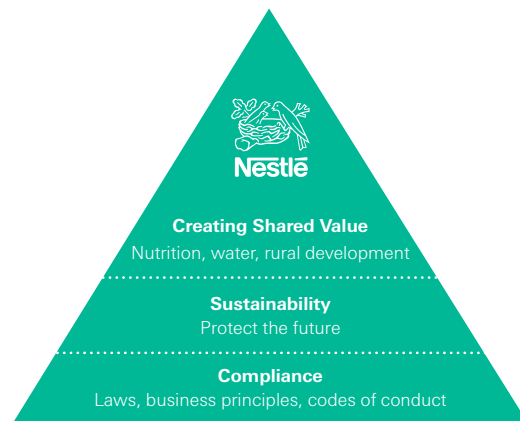 Nestlé
Creating Shared Value
Nutrition, water, rural development
Sustainability
Protect the future
Compliance
Laws, business principles, codes of conduct